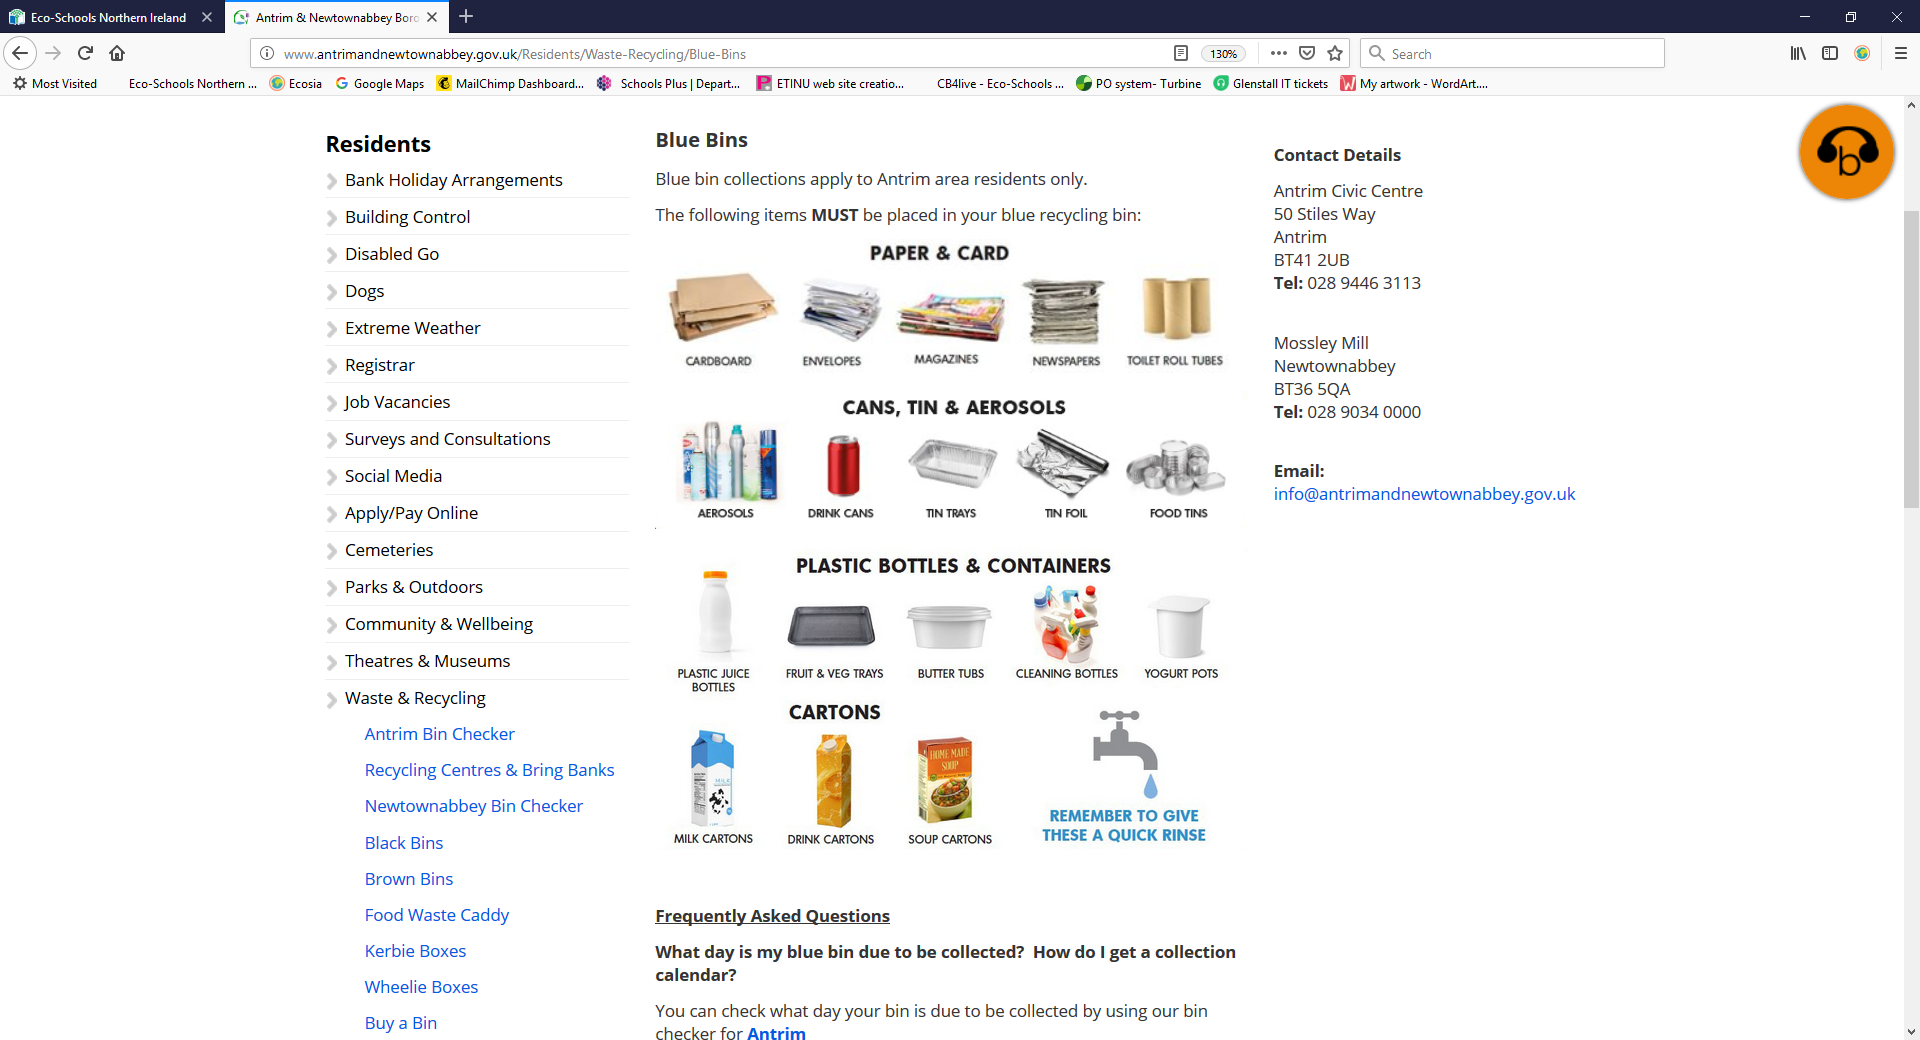 Eco-Schools Northern Ireland
Antrim & Newtownabbey Boro
www.antrimandnewtownabbey.gov.uk/Residents/Waste-Recycling/Blue-Bins
130%
Search
Most Visited
Eco-Schools Northern ...
Ecosia
Google Maps
MailChimp Dashboard...
Schools Plus | Depart...
ETINU web site creatio...
CB4live - Eco-Schools ...
PO system- Turbine
Glenstall IT tickets
My artwork - WordArt....
Residents
Bank Holiday Arrangements
Building Control
Disabled Go
Dogs
Extreme Weather
Registrar
Job Vacancies
Surveys and Consultations
Social Media
Apply/Pay Online
Cemeteries
Parks & Outdoors
Community & Wellbeing
Theatres & Museums
Waste & Recycling
Antrim Bin Checker
Recycling Centres & Bring Banks
Newtownabbey Bin Checker
Black Bins
Brown Bins
Food Waste Caddy
Kerbie Boxes
Wheelie Boxes
Buy a Bin
Blue Bins
Blue bin collections apply to Antrim area residents only.
The following items MUST be placed in your blue recycling bin:
PAPER & CARD
CARDBOARD
ENVELOPES
MAGAZINES
NEWSPAPERS
TOILET ROLL TUBES
CANS, TIN & AEROSOLS
AEROSOLS
DRINK CANS
TIN TRAYS
TIN FOIL
FOOD TINS
PLASTIC BOTTLES & CONTAINERS
PLASTIC JUICE
BOTTLES
FRUIT & VEG TRAYS
BUTTER TUBS
CLEANING BOTTLES
YOGURT POTS
CARTONS
MILK
HOME MADE
SOUP
MILK CARTONS
DRINK CARTONS
SOUP CARTONS
REMEMBER TO GIVE
THESE A QUICK RINSE
Frequently Asked Questions
What day is my blue bin due to be collected?  How do I get a collection
calendar?
You can check what day your bin is due to be collected by using our bin
checker for Antrim
Contact Details
Antrim Civic Centre
50 Stiles Way
Antrim
BT41 2UB
Tel: 028 9446 3113
Mossley Mill
Newtownabbey
BT36 5QA
Tel: 028 9034 0000
Email:
info@antrimandnewtownabbey.gov.uk
b